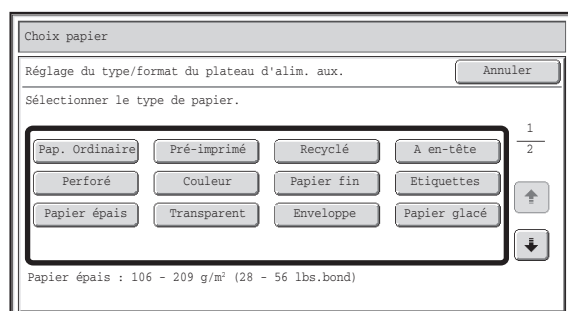 Choix papier
Réglage du type/format du plateau d'alim. aux.
Annuler
Sélectionner le type de papier.
1
2
Pap. Ordinaire Pré-imprimé Recyclé A en-tête
Perforé Couleur Papier fin Etiquettes
Papier épais Transparent Enveloppe Papier glacé
Papier épais : 106 - 209 g/m² (28 - 56 lbs.bond)